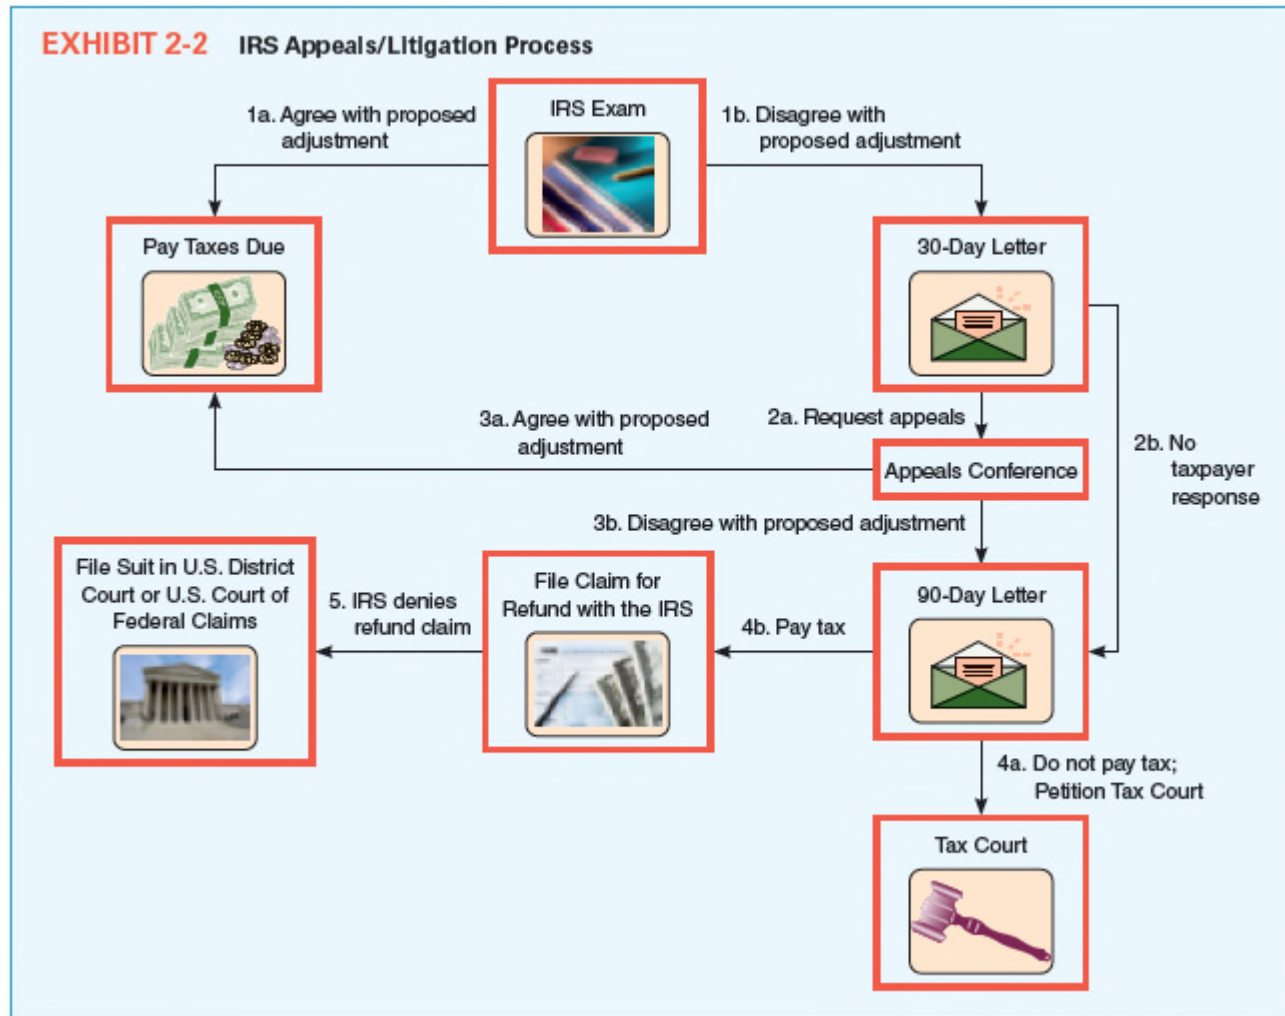 EXHIBIT 2-2 IRS Appeals/Litigation Process
1a. Agree with proposed
adjustment
IRS Exam
1b. Disagree with
proposed adjustment
Pay Taxes Due
30-Day Letter
3a. Agree with proposed
adjustment
2a. Request appeals
2b. No
taxpayer
response
Appeals Conference
3b. Disagree with proposed adjustment
File Suit in U.S. District
Court or U.S. Court of
Federal Claims
5. IRS denies
refund claim
File Claim for
Refund with the IRS
4b. Pay tax
90-Day Letter
4a. Do not pay tax;
Petition Tax Court
Tax Court